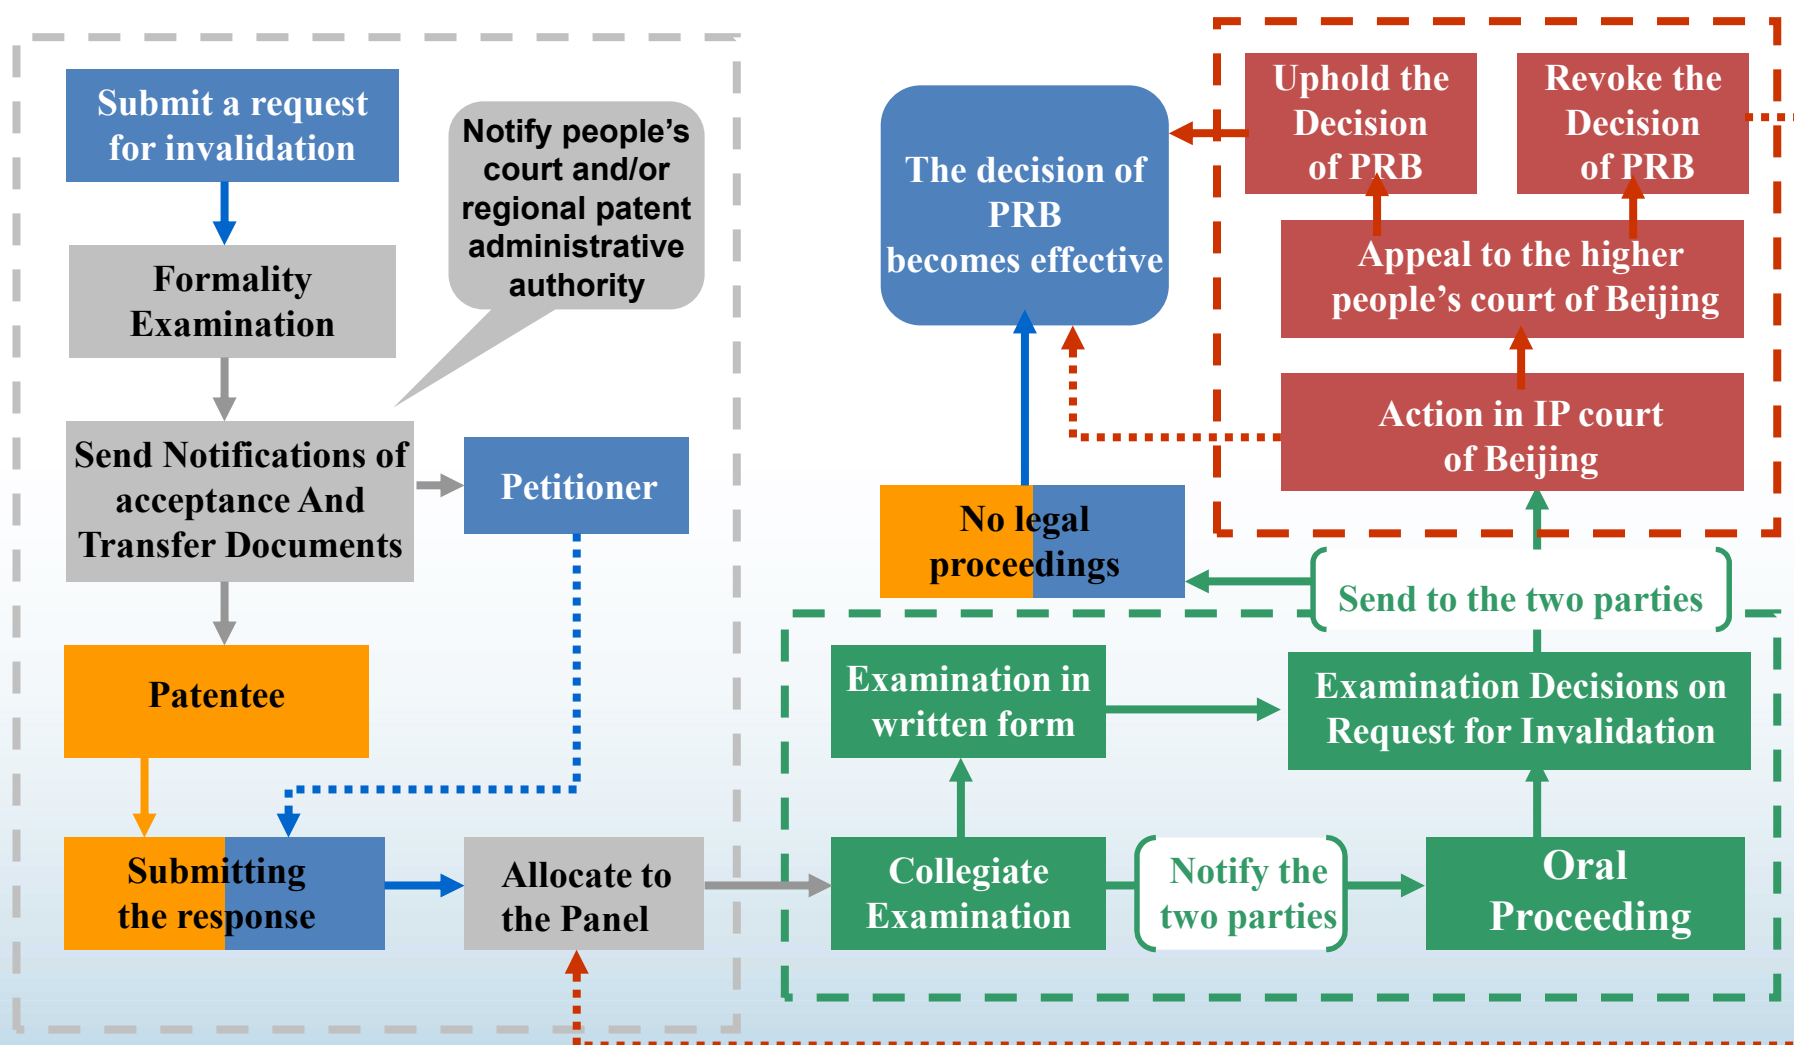 Submit a request
for invalidation
Notify people's
court and/or
regional patent
administrative
authority
Formality
Examination
Send Notifications of
acceptance And
Transfer Documents
Petitioner
Patentee
Submitting
the response
Allocate to
the Panel
The decision of
PRB
becomes effective
Uphold the
Decision
of PRB
Revoke the
Decision
of PRB
Appeal to the higher
people's court of Beijing
Action in IP court
of Beijing
No legal
proceedings
Send to the two parties
Examination in
written form
Examination Decisions on
Request for Invalidation
Collegiate
Examination
Notify the
two parties
Oral
Proceeding